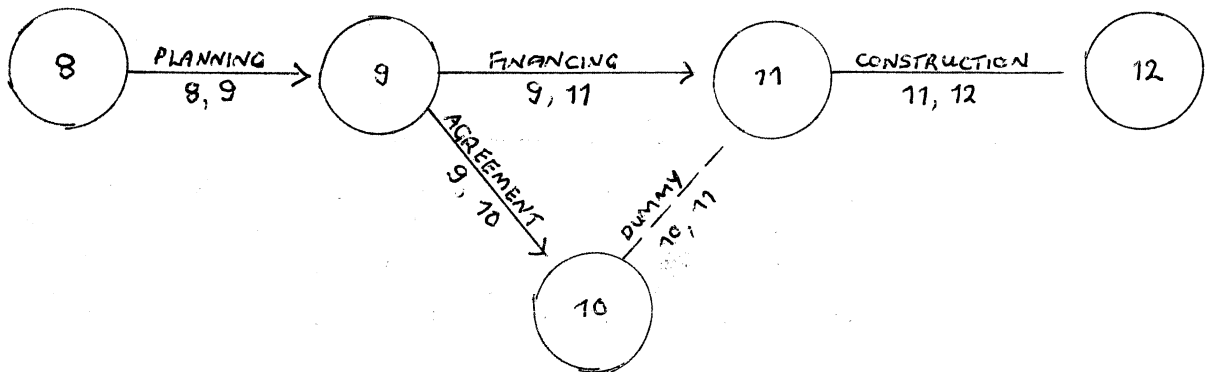 8
PLANNING
8, 9
9
FINANCING
9, 11
11
CONSTRUCTION
11, 12
12
AGREEMENT
9, 10
DUMMY
10, 11
10